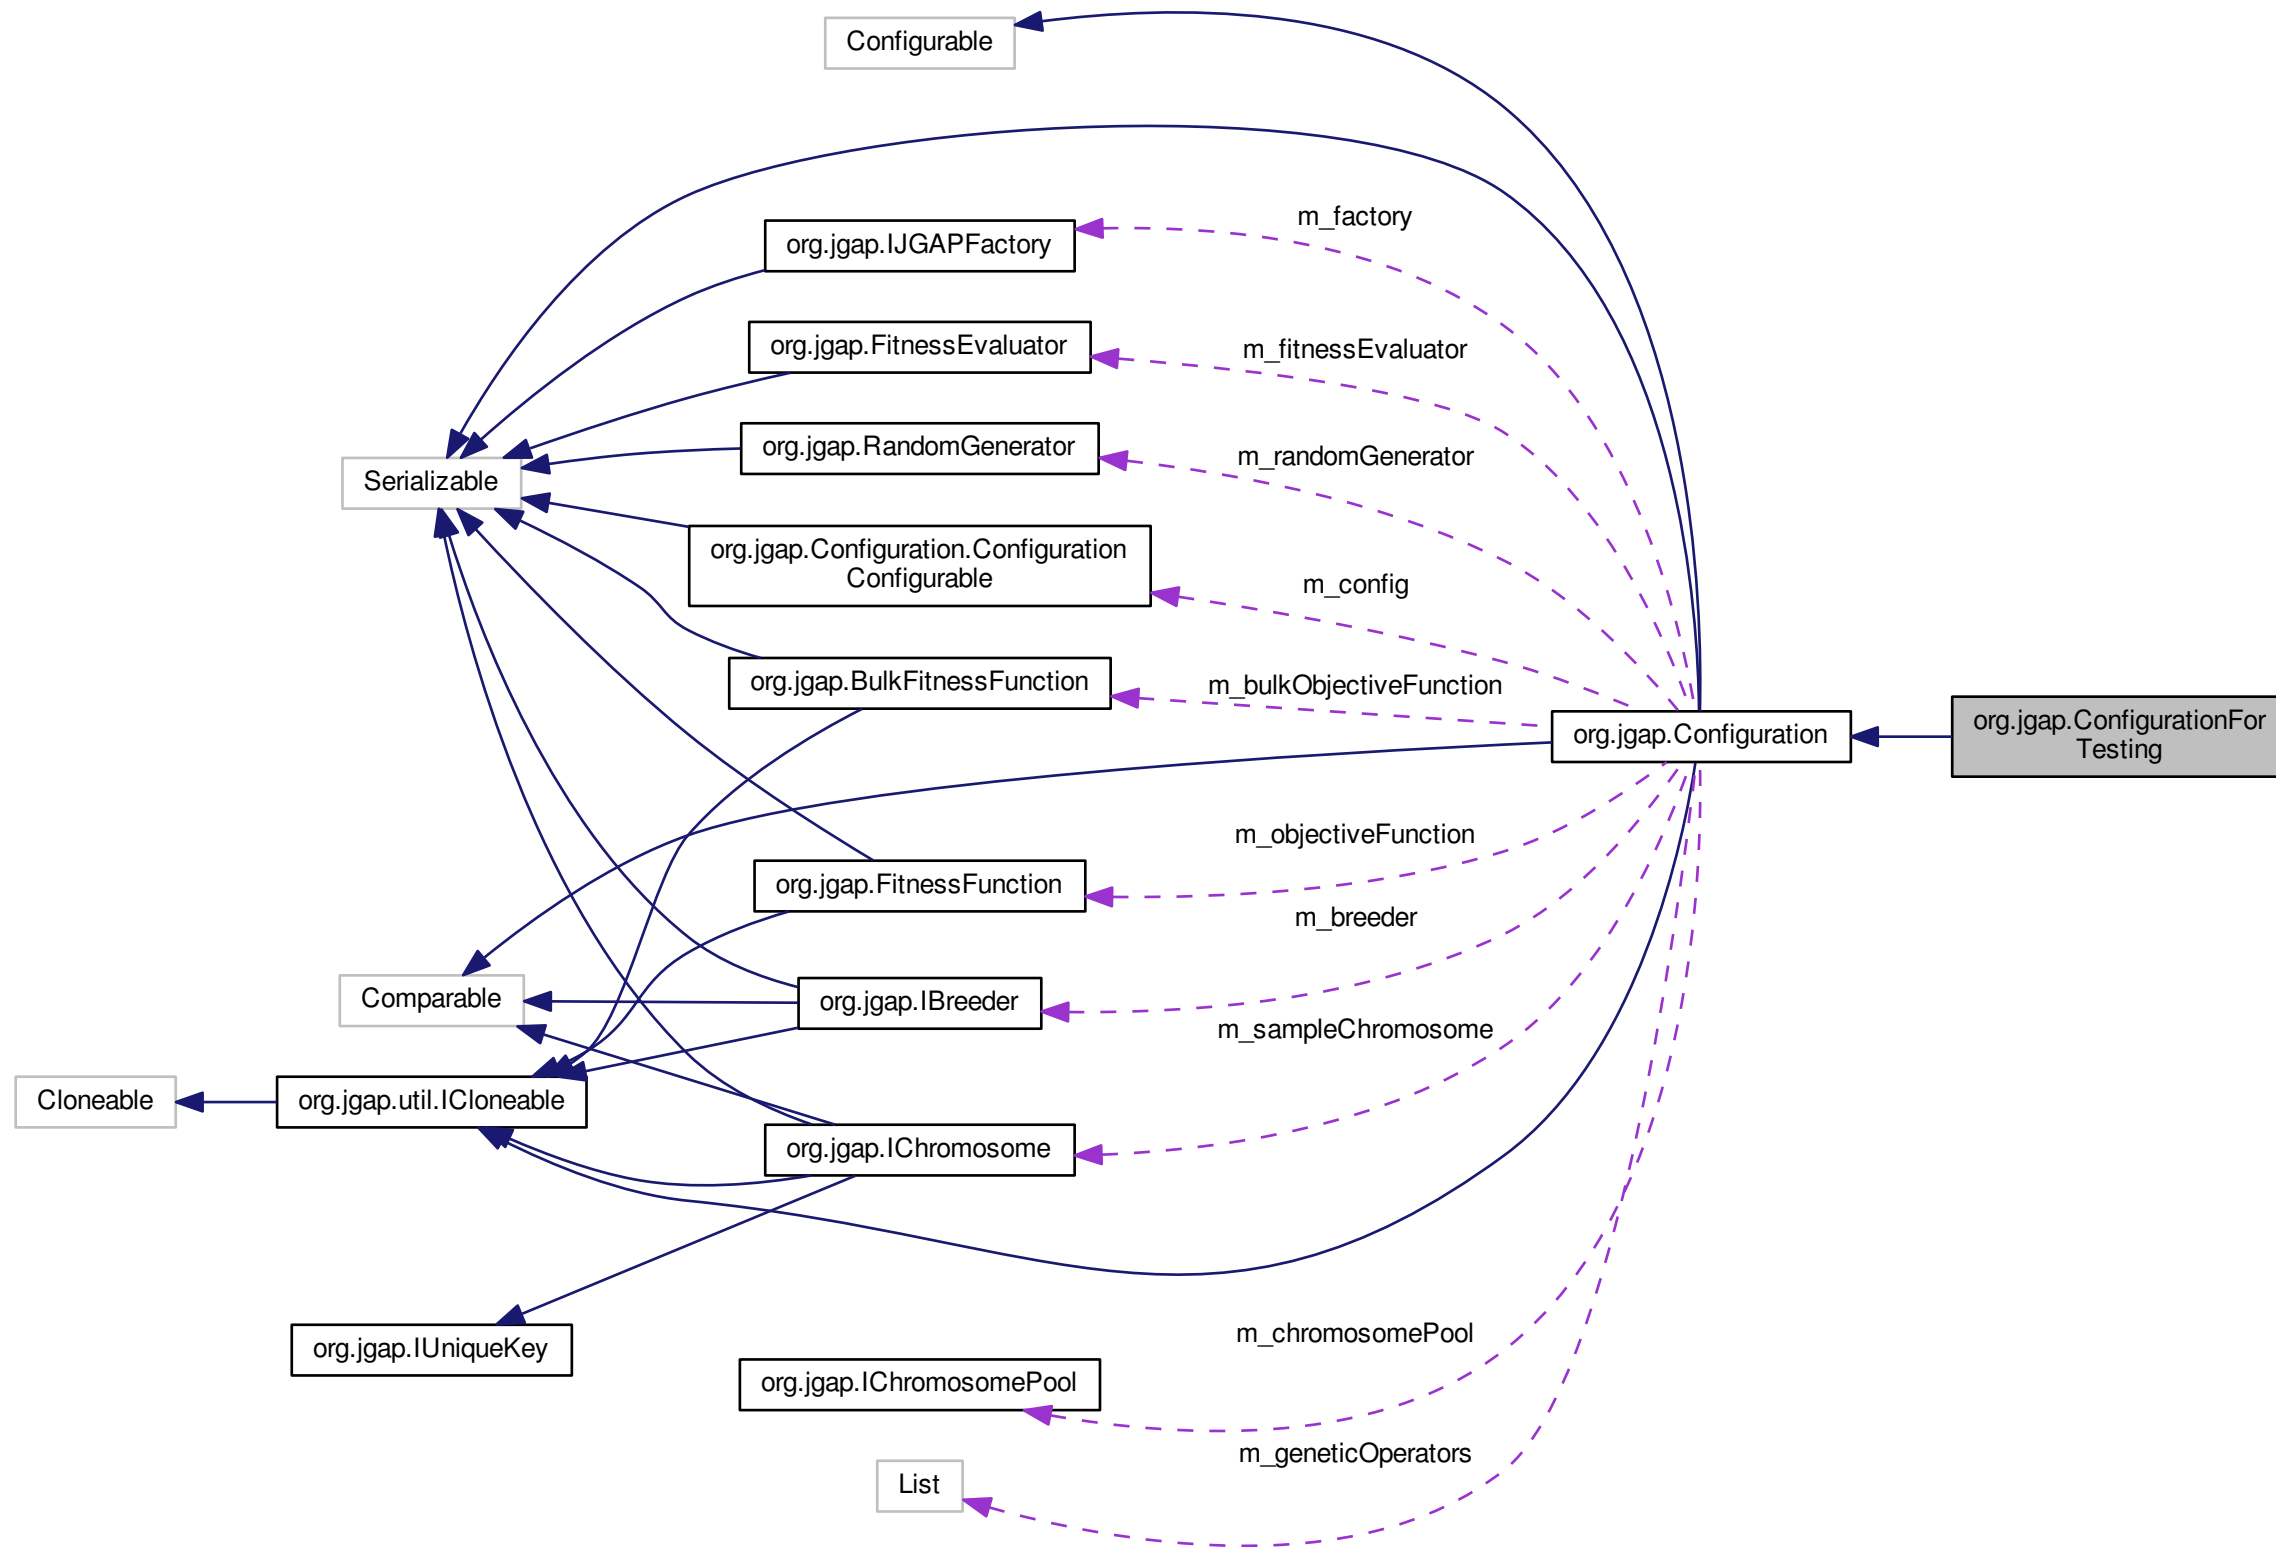 Configurable
m_factory
org.jgap.IJGAPFactory
org.jgap.FitnessEvaluator
m_fitnessEvaluator
org.jgap.RandomGenerator
m_randomGenerator
Serializable
org.jgap.Configuration.Configuration
Configurable
m_config
org.jgap.BulkFitnessFunction
m_bulkObjectiveFunction
org.jgap.Configuration
org.jgap.ConfigurationFor
Testing
m_objectiveFunction
org.jgap.FitnessFunction
m_breeder
Comparable
org.jgap.IBreeder
m_sampleChromosome
Cloneable
org.jgap.util.ICloneable
org.jgap.IChromosome
m_chromosomePool
org.jgap.IUniqueKey
org.jgap.IChromosomePool
m_geneticOperators
List